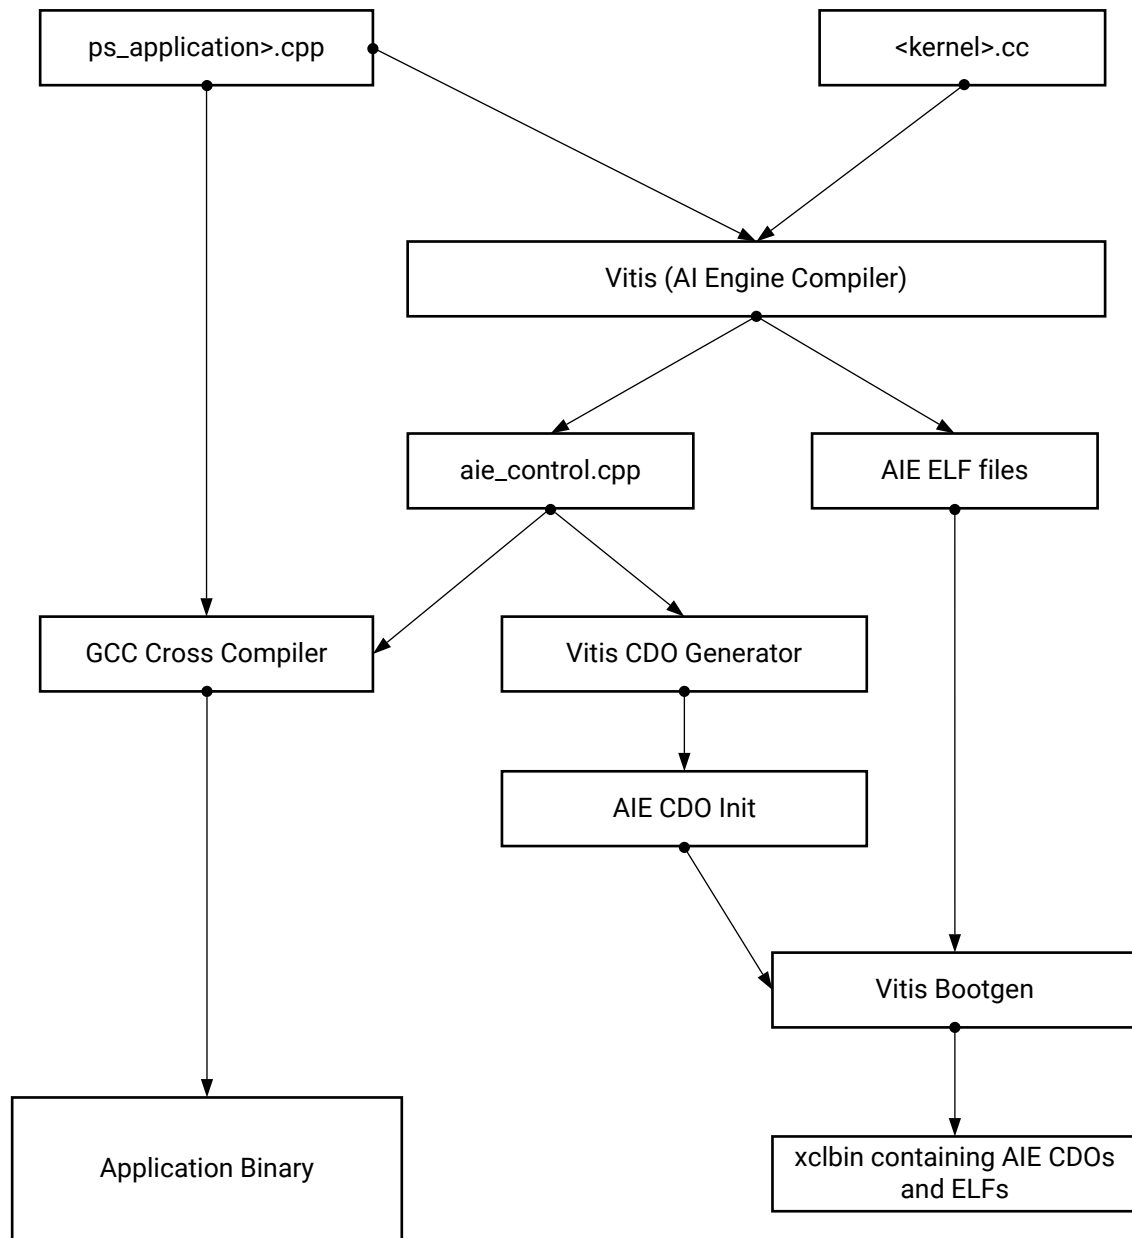 ps_application>.cpp
<kernel>.cc
Vitis (AI Engine Compiler)
aie_control.cpp
AIE ELF files
GCC Cross Compiler
Vitis CDO Generator
AIE CDO Init
Vitis Bootgen
Application Binary
xclbin containing AIE CDOs
and ELFs